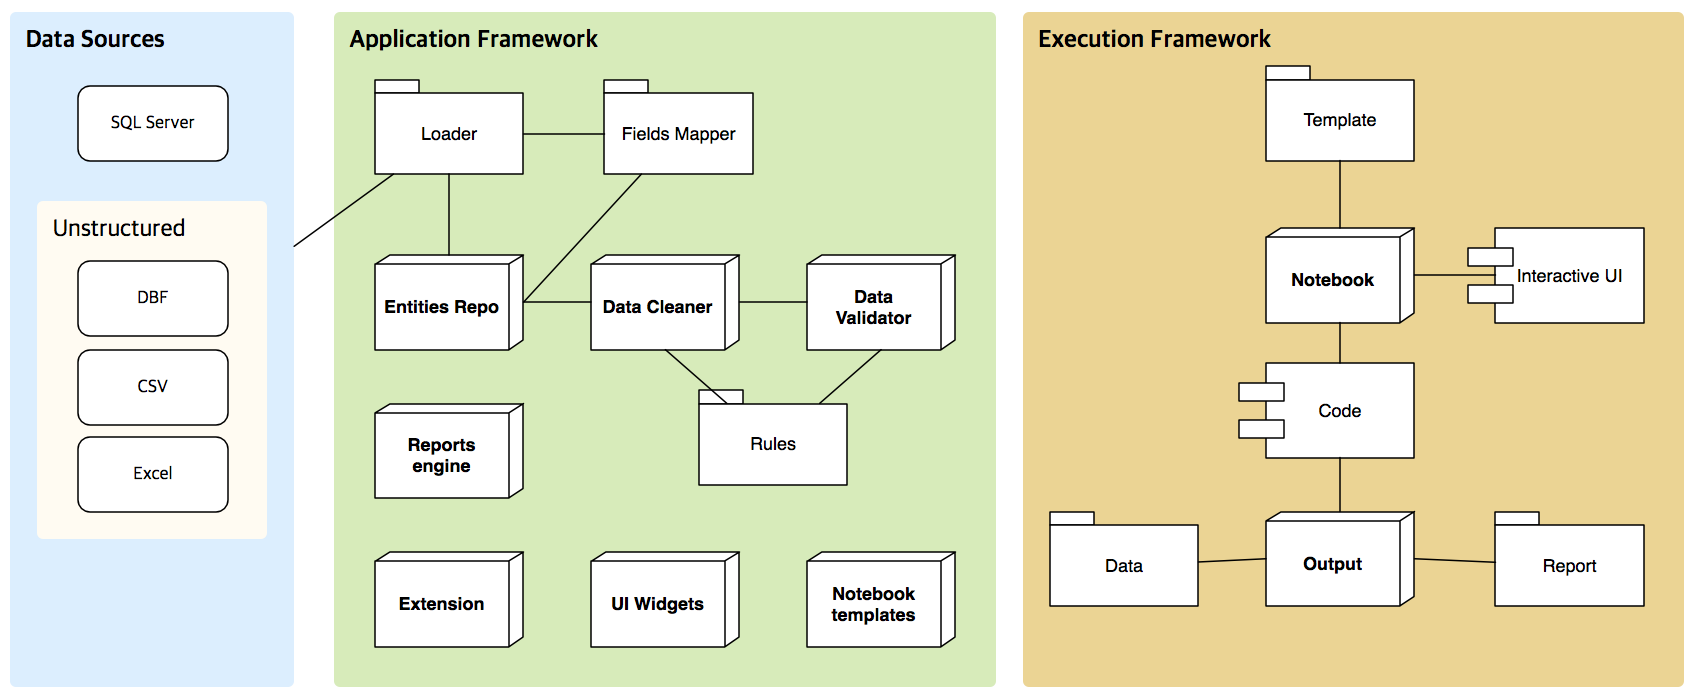 Data Sources
SQL Server
Unstructured
DBF
CSV
Excel
Application Framework
Loader
Fields Mapper
Entities Repo
Data Cleaner
Data
Validator
Reports
engine
Rules
Extension
UI Widgets
Notebook
templates
Execution Framework
Template
Notebook
Interactive UI
Code
Data
Output
Report